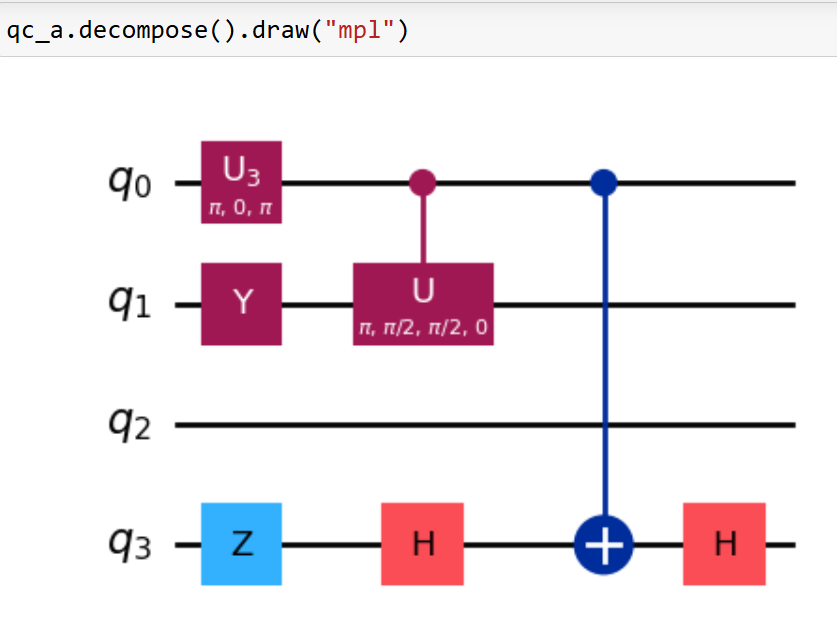 qc_a.decompose().draw("mpl")
q0 U3
π, 0, π
q1 Y U
π, π/2, π/2, 0
q2
q3 Z H H